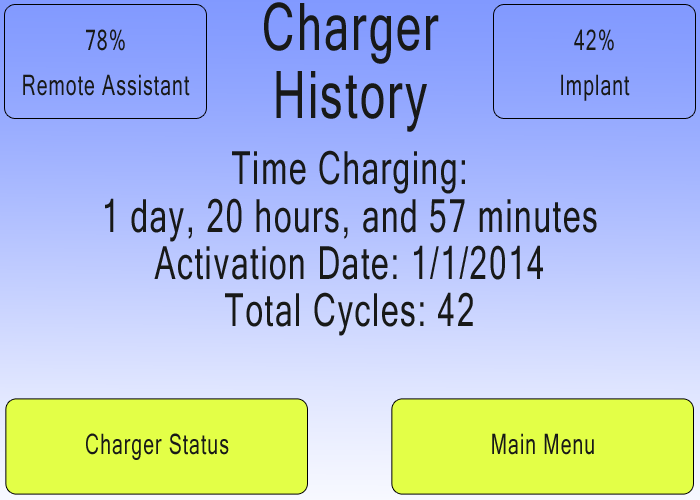 78%
Remote Assistant
Charger
History
42%
Implant
Time Charging:
1 day, 20 hours, and 57 minutes
Activation Date: 1/1/2014
Total Cycles: 42
Charger Status
Main Menu